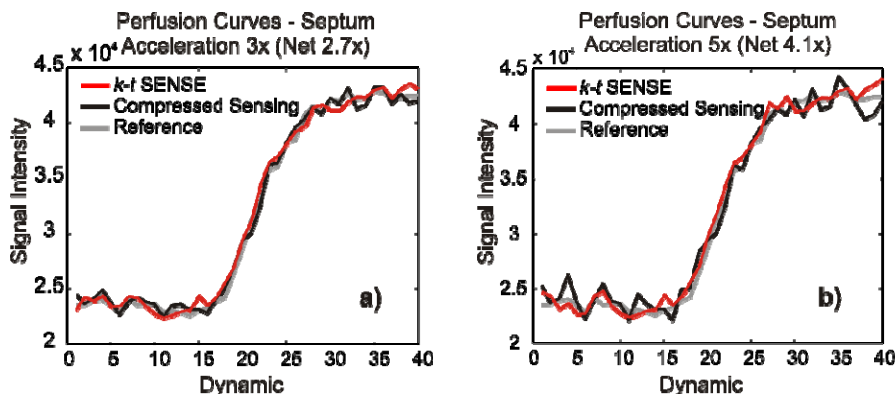 Perfusion Curves - Septum
Acceleration 3x (Net 2.7x)
x 10⁴
4.5
4
3.5
3
2.5
2
Signal Intensity
k-t SENSE
Compressed Sensing
Reference
a)
0 5 10 15 20 25 30 35 40
Dynamic
Perfusion Curves - Septum
Acceleration 5x (Net 4.1x)
x 10
4.5
4
3.5
3
2.5
2
Signal Intensity
k-t SENSE
Compressed Sensing
Reference
b)
0 5 10 15 20 25 30 35 40
Dynamic